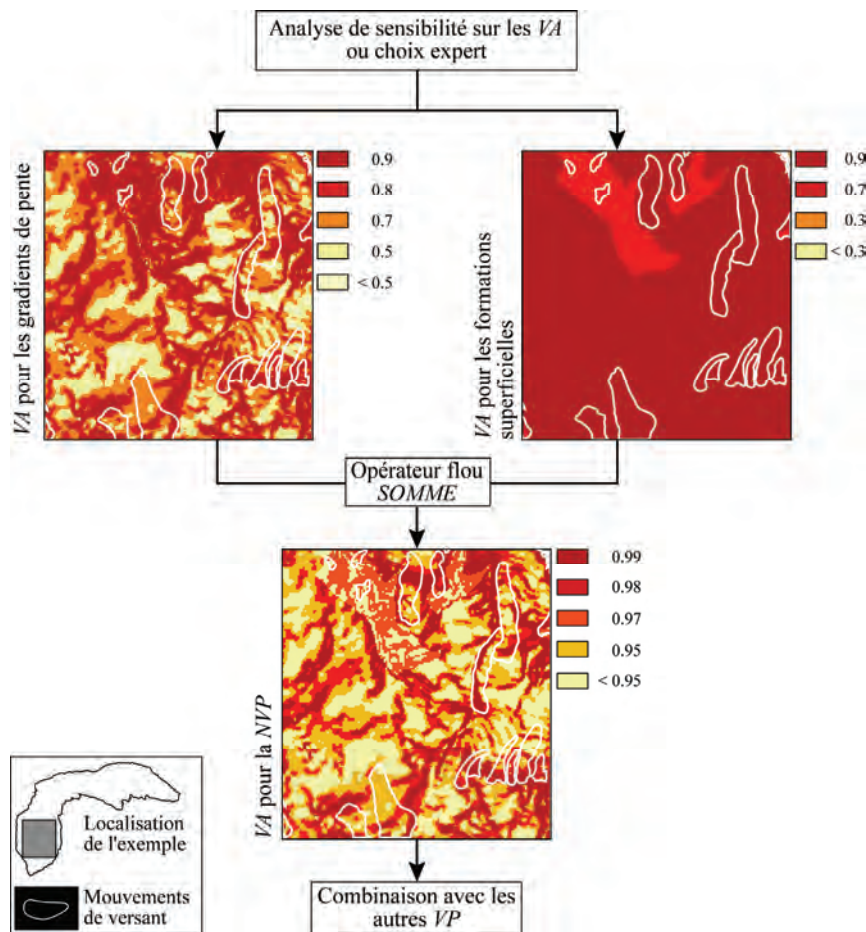 Analyse de sensibilité sur les VA
ou choix expert
VA pour les gradients de pente
0.9
0.8
0.7
0.5
< 0.5
VA pour les formations
superficielles
0.9
0.7
0.3
< 0.3
Opérateur flou
SOMME
VA pour la NVP
0.99
0.98
0.97
0.95
< 0.95
Localisation
de l'exemple
Mouvements
de versant
Combinaison avec les
autres VP